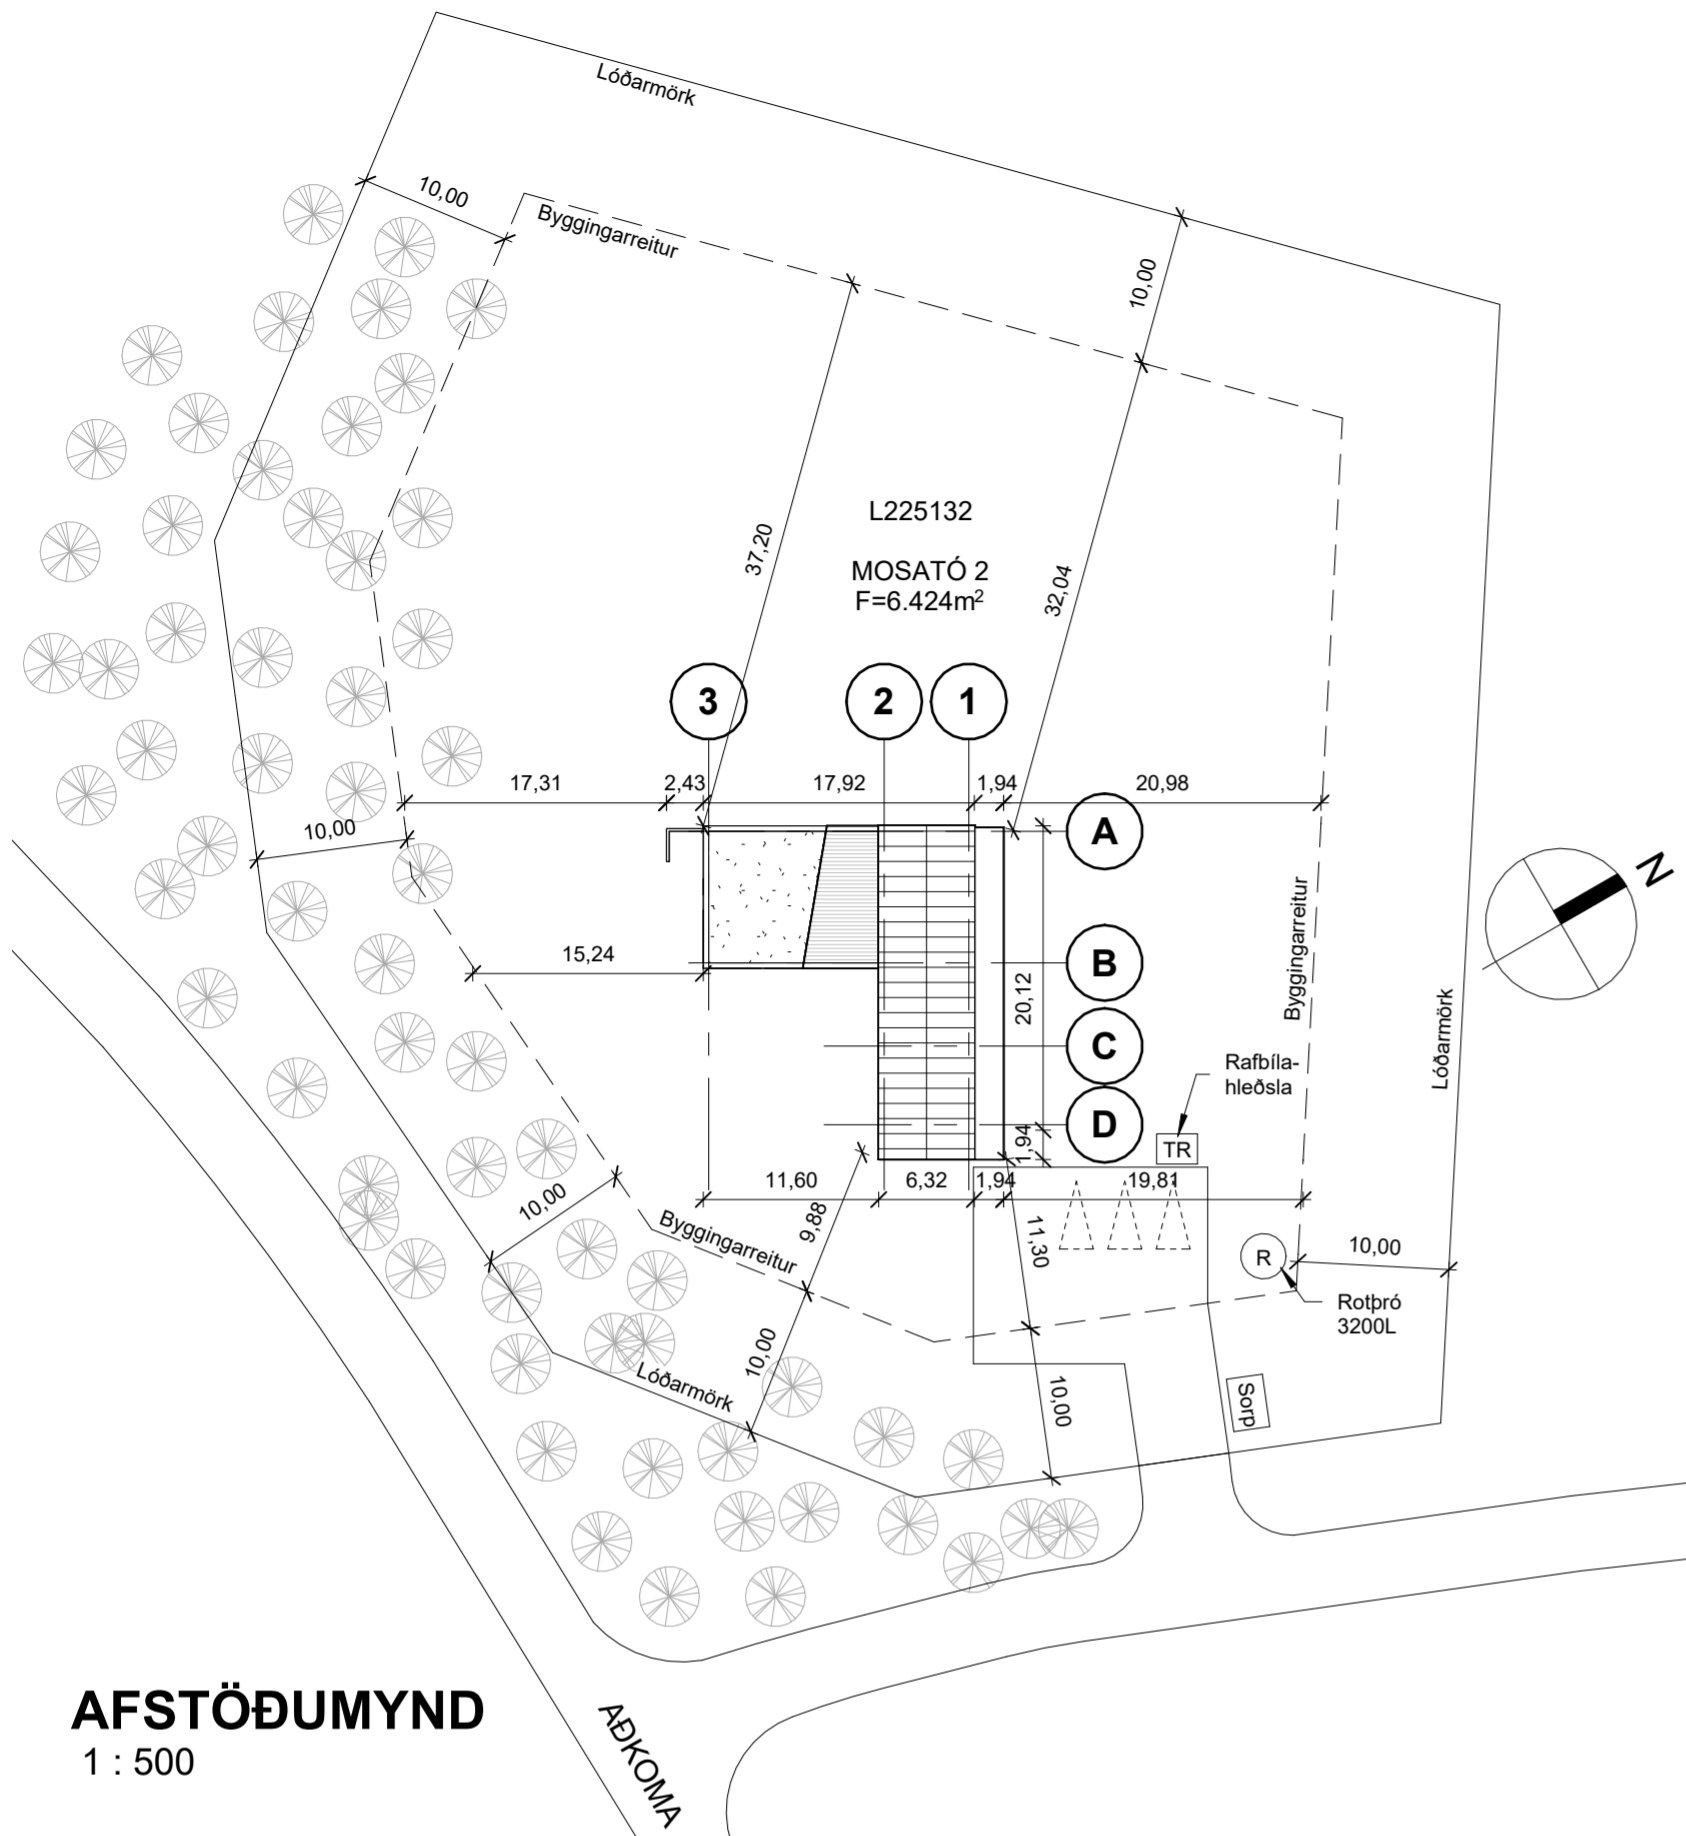 Lóðarmörk
10,00
Byggingarreitur
10,00
37,20
32,04
L225132
MOSATÓ 2
F=6.424m²
3
2
1
17,31
2,43
17,92
1,94
20,98
A
10,00
N
B
15,24
20,12
Byggingarreitur
Lóðarmörk
C
Rafbíla-
hleðsla
D
1,94
TR
11,60
6,32
1,94
19,81
10,00
9,88
Byggingarreitur
11,30
R
10,00
Rotþró
3200L
10,00
Lóðarmörk
10,00
Sorp
AFSTÖÐUMYND
1 : 500
AÐKOMA